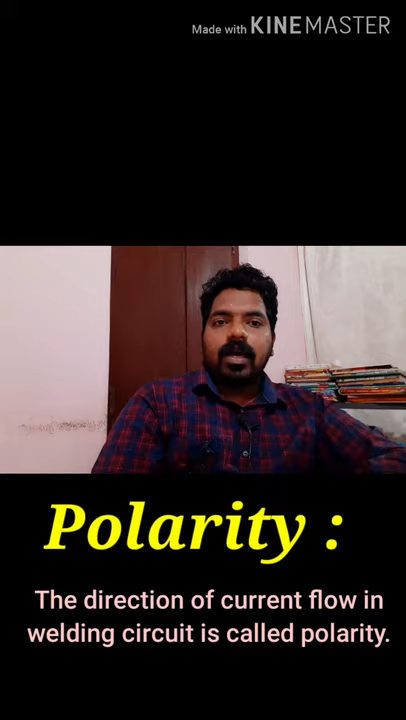 Made with KINEMASTER
Polarity :
The direction of current flow in
welding circuit is called polarity.